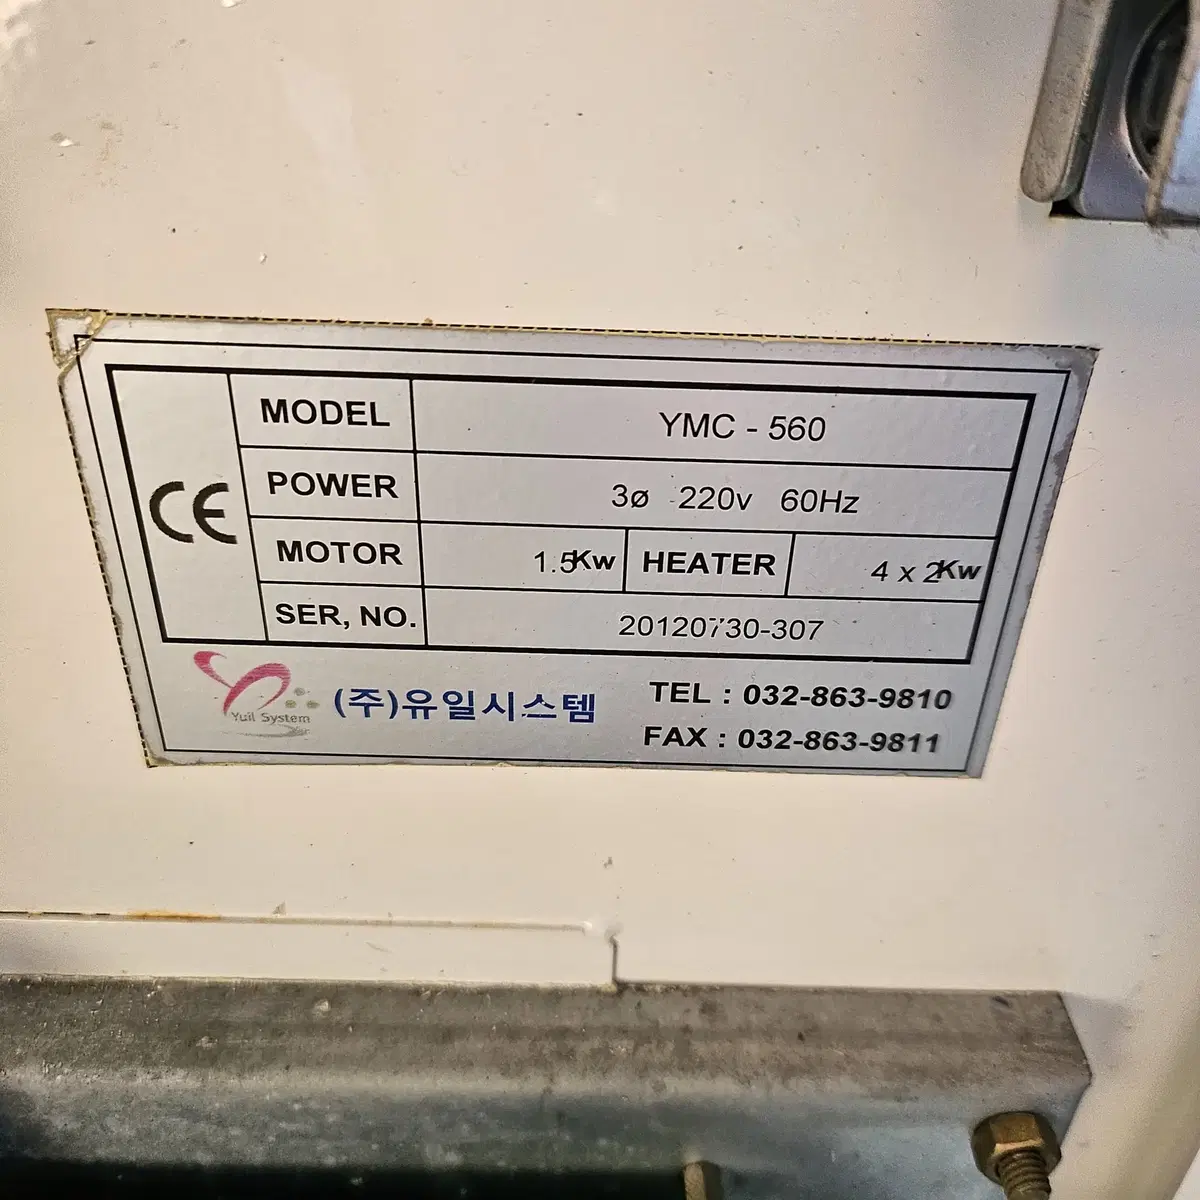 CE
MODEL YMC - 560
POWER 3ø 220v 60Hz
MOTOR 1.5Kw HEATER 4 x 2Kw
SER, NO. 20120730-307
Yuil System
(주)유일시스템
TEL : 032-863-9810
FAX : 032-863-9811